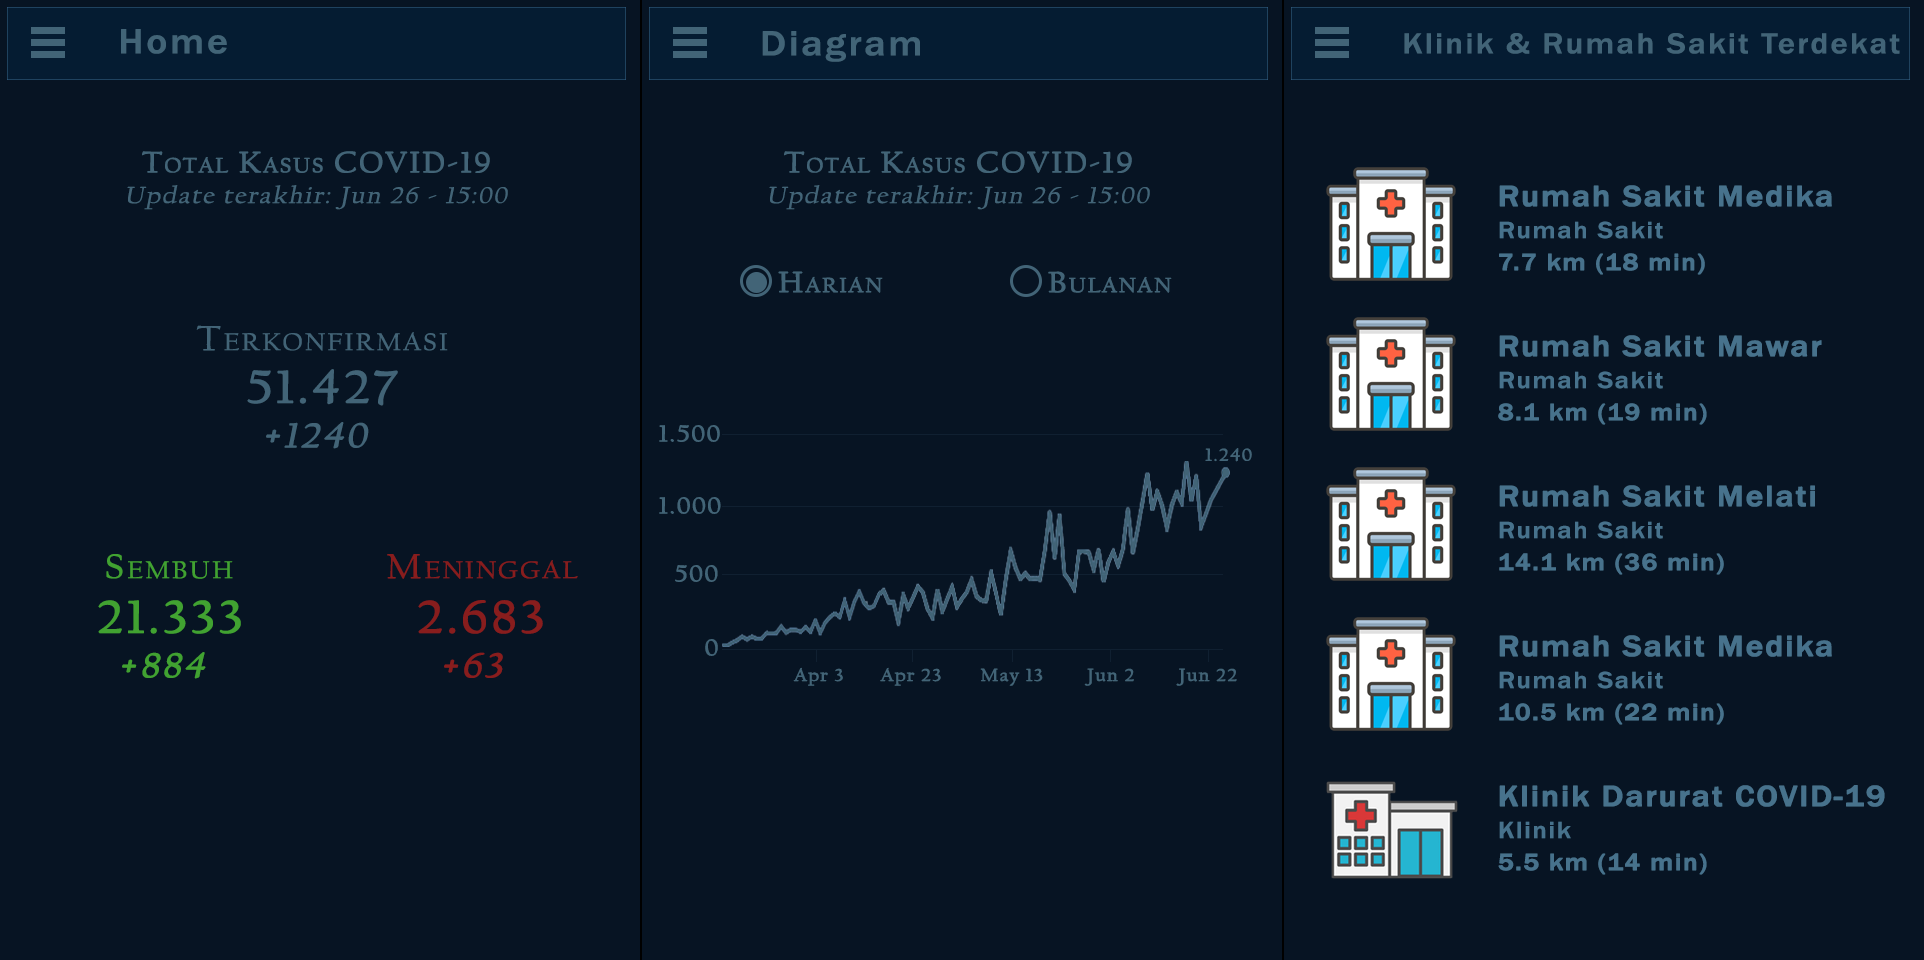 Home
Total Kasus COVID-19
Update terakhir: Jun 26 - 15:00
Terkonfirmasi
51.427
+1240
Sembuh
21.333
+884
Meninggal
2.683
+63
Diagram
Total Kasus COVID-19
Update terakhir: Jun 26 - 15:00
Harian
Bulanan
1.500
1.240
1.000
500
0
Apr 3
Apr 23
May 13
Jun 2
Jun 22
Klinik & Rumah Sakit Terdekat
Rumah Sakit Medika
Rumah Sakit
7.7 km (18 min)
Rumah Sakit Mawar
Rumah Sakit
8.1 km (19 min)
Rumah Sakit Melati
Rumah Sakit
14.1 km (36 min)
Rumah Sakit Medika
Rumah Sakit
10.5 km (22 min)
Klinik Darurat COVID-19
Klinik
5.5 km (14 min)